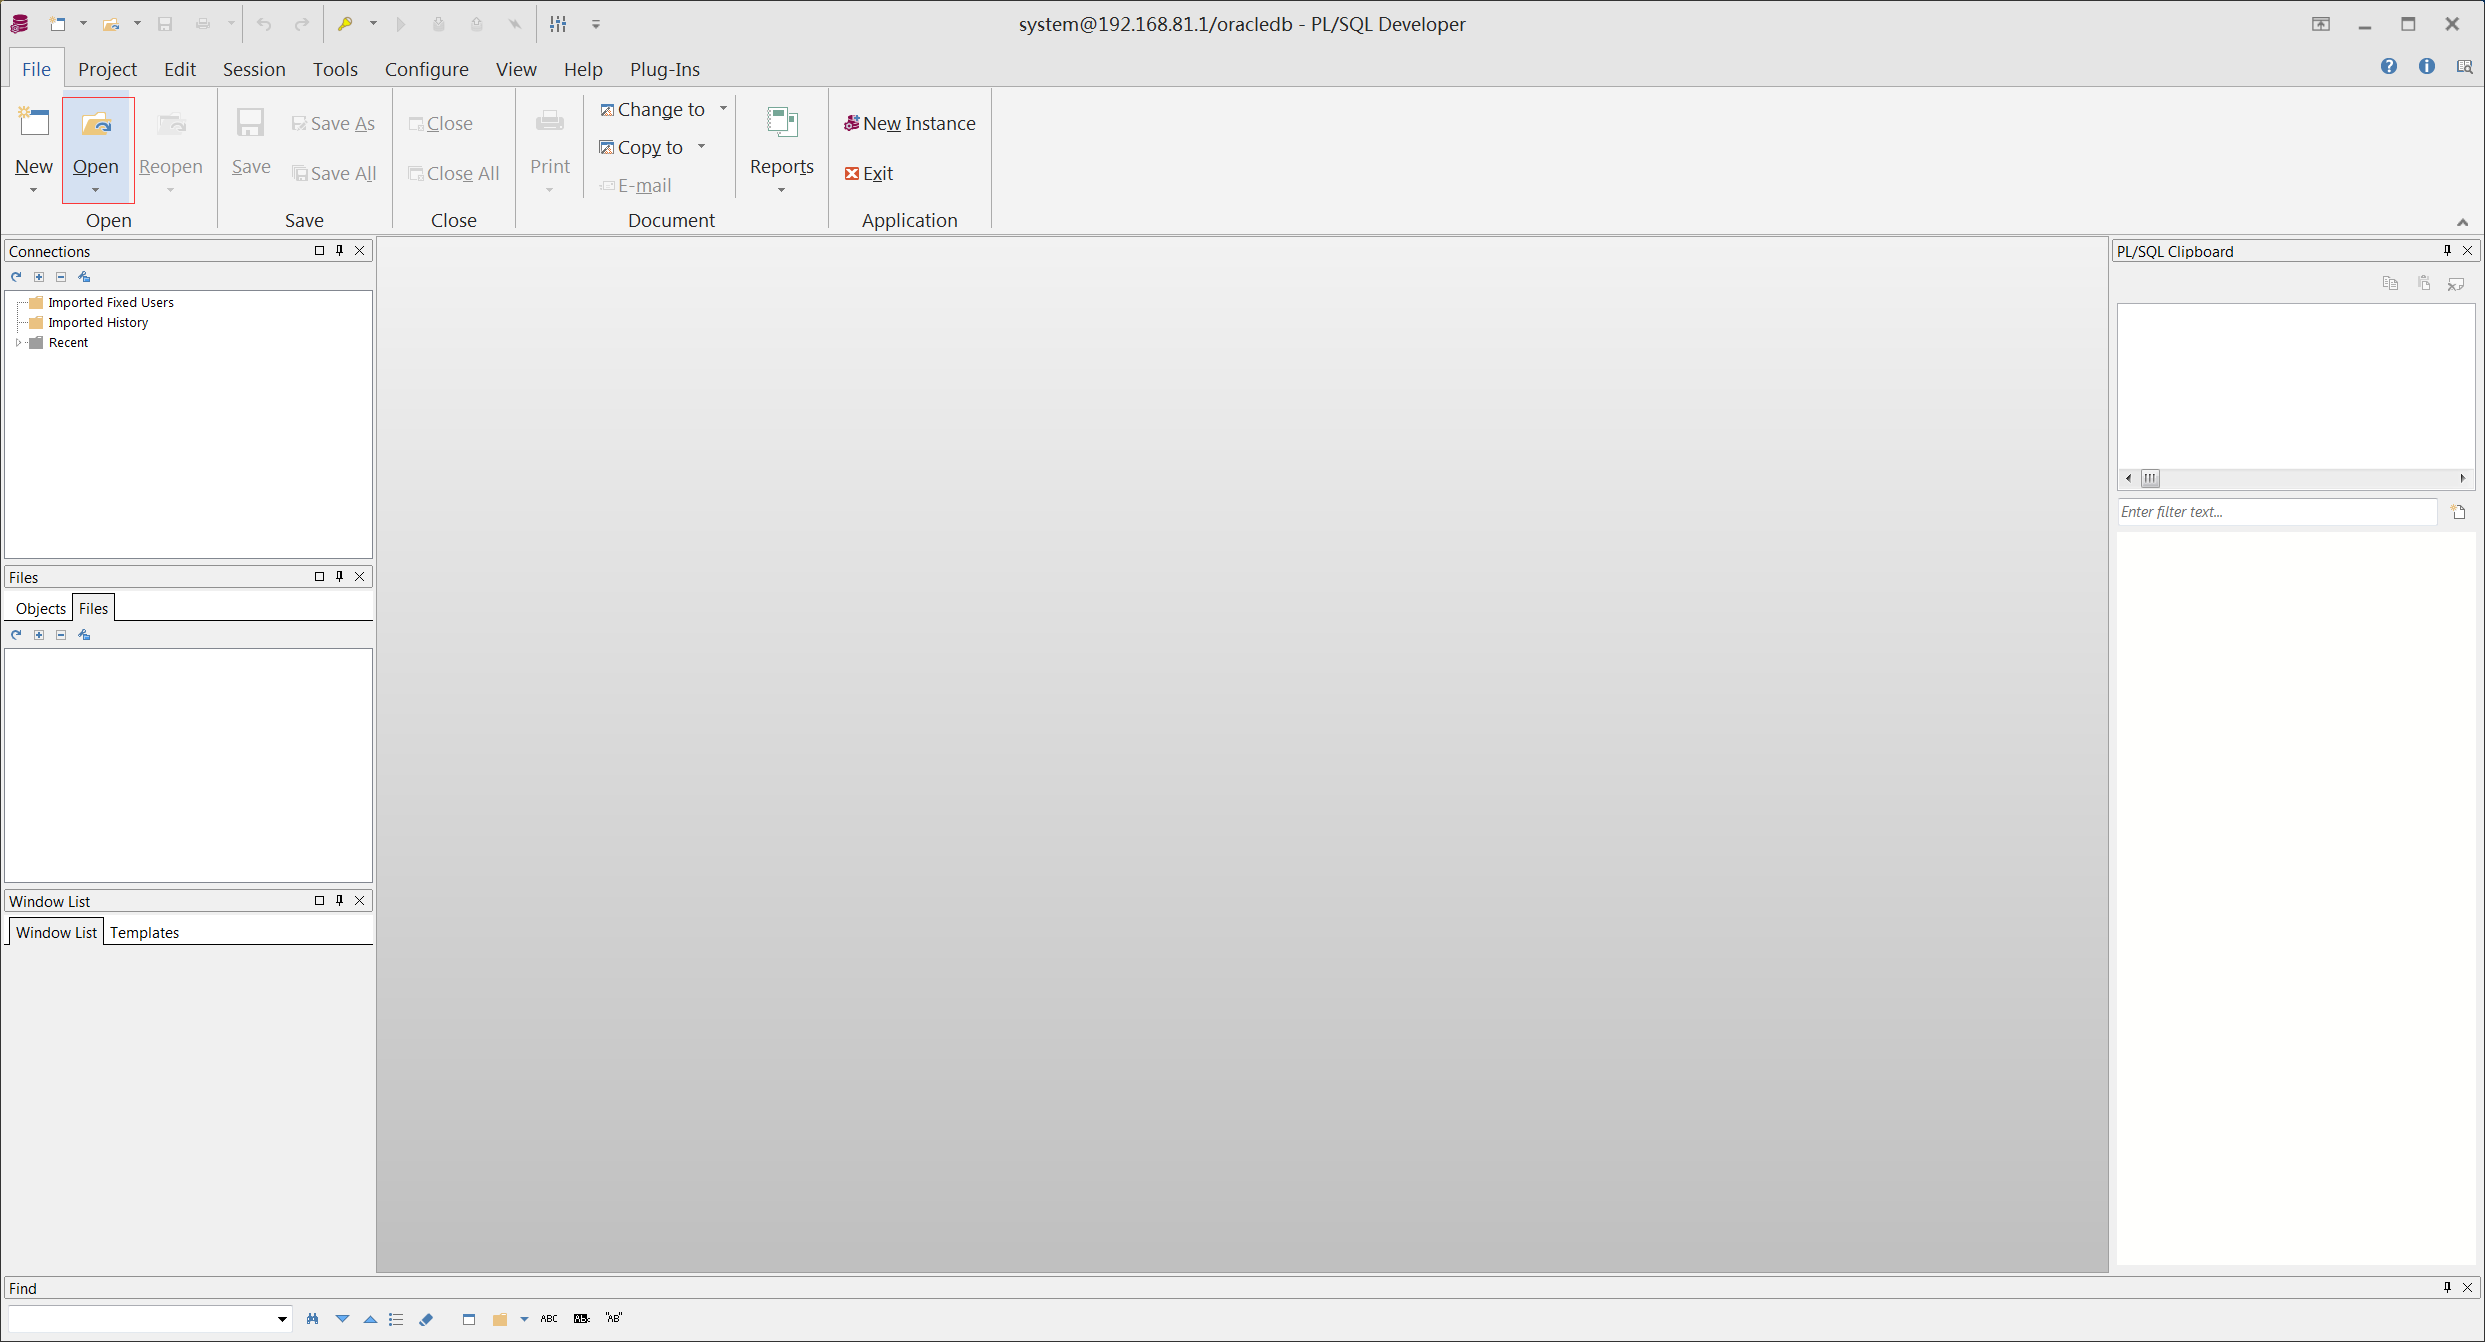 system@192.168.81.1/oracledb - PL/SQL Developer
File Project Edit Session Tools Configure View Help Plug-Ins
New Open Reopen Save Save As Save All Close Close All Print Change to Copy to E-mail Reports New Instance Exit
Open Save Close Document Application
Connections
Imported Fixed Users
Imported History
Recent
Files
Objects Files
Window List
Window List Templates
PL/SQL Clipboard
Enter filter text...
Find
ABC ABc "AB"